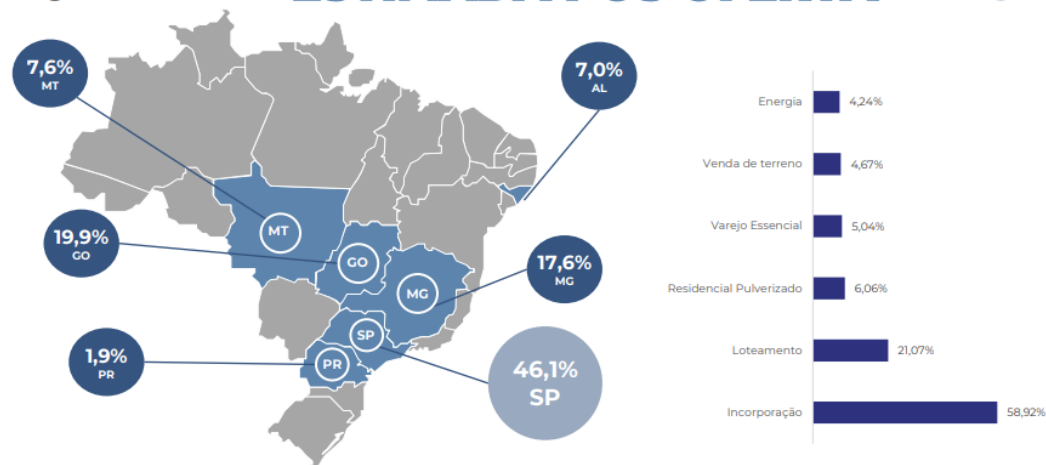 7,6%
MT
7,0%
AL
19,9%
GO
17,6%
MG
1,9%
PR
46,1%
SP
MT
GO
MG
SP
PR
Energia 4,24%
Venda de terreno 4,67%
Varejo Essencial 5,04%
Residencial Pulverizado 6,06%
Loteamento 21,07%
Incorporação 58,92%